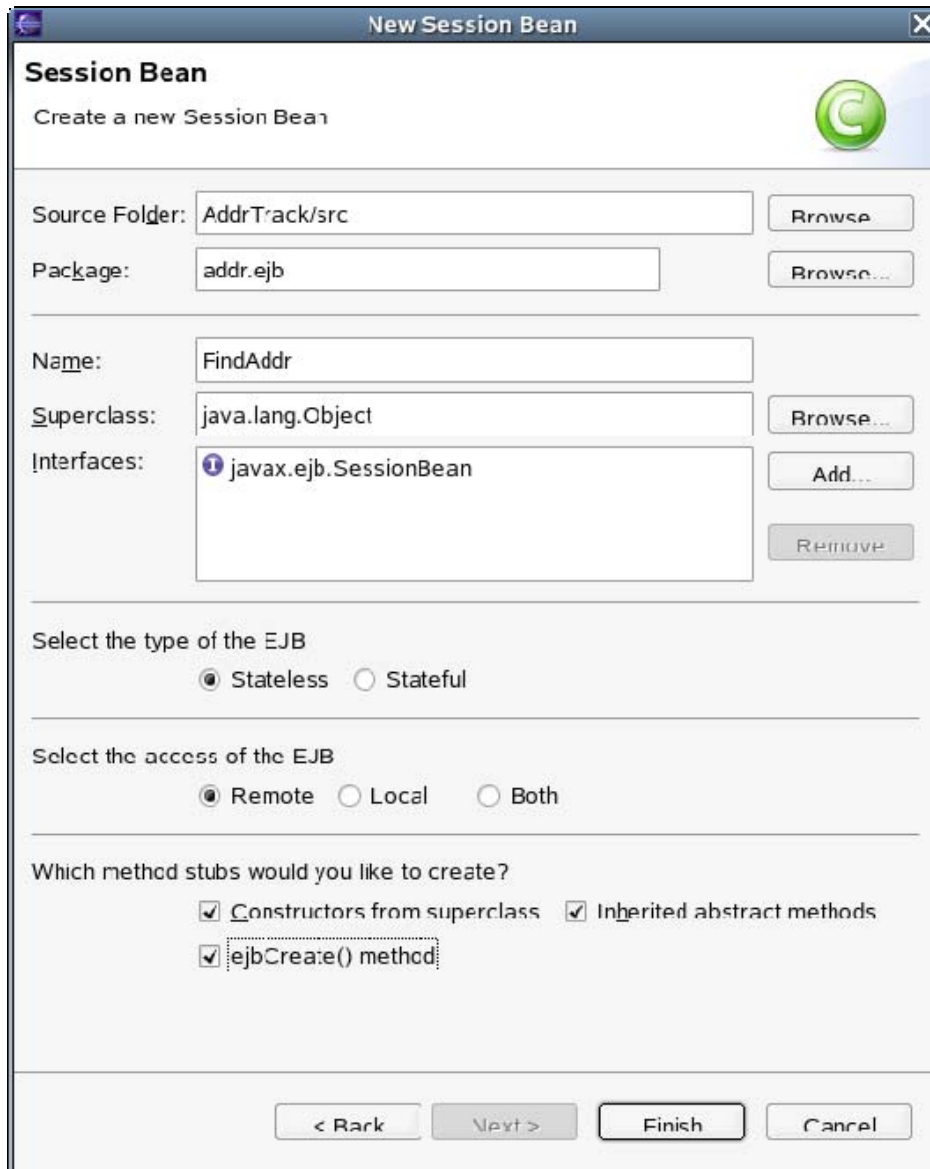 New Session Bean
Session Bean
Create a new Session Bean
C
Source Folder: AddrTrack/src Browse...
Package: addr.ejb Browse...
Name: FindAddr
Superclass: java.lang.Object Browse...
Interfaces: I javax.ejb.SessionBean Add...
Remove
Select the type of the EJB
Stateless Stateful
Select the access of the EJB
Remote Local Both
Which method stubs would you like to create?
Constructors from superclass Inherited abstract methods
ejbCreate() method
< Back Next > Finish Cancel